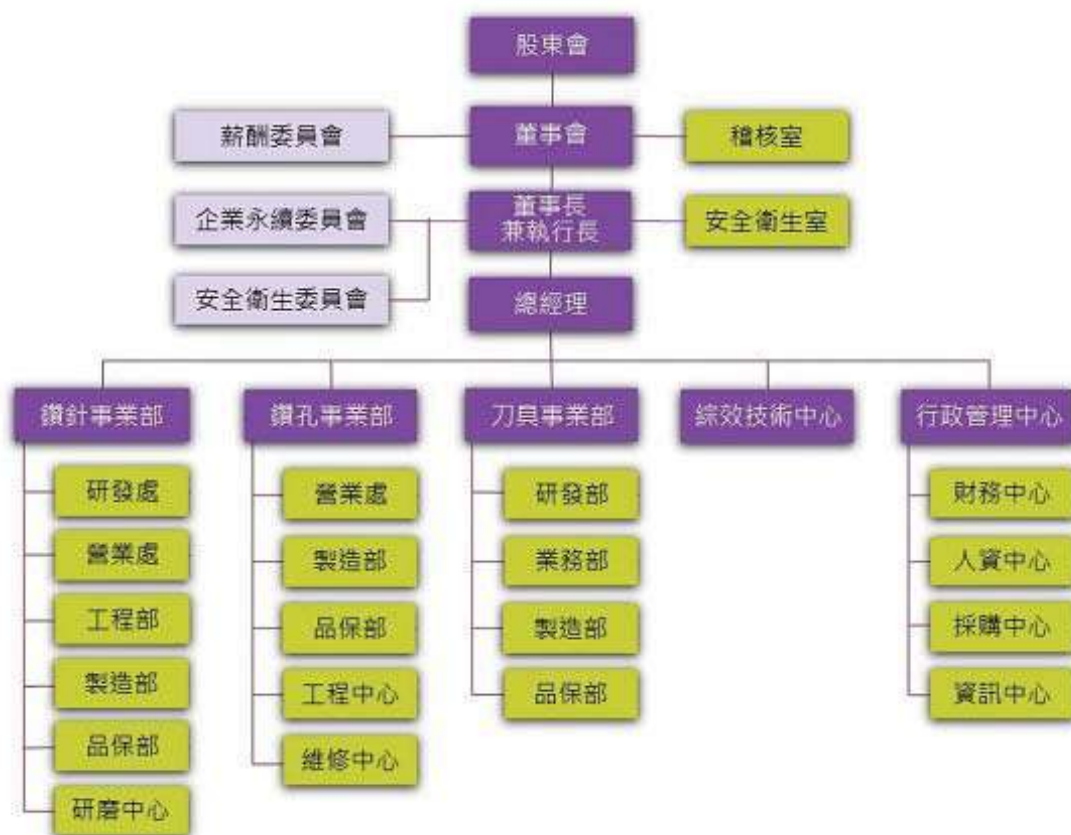 股東會
薪酬委員會
董事會
稽核室
企業永續委員會
董事長
兼執行長
安全衛生室
安全衛生委員會
總經理
鑽針事業部
鑽孔事業部
刀具事業部
綜效技術中心
行政管理中心
研發處
營業處
工程部
製造部
品保部
研磨中心
營業處
製造部
品保部
工程中心
維修中心
研發部
業務部
製造部
品保部
財務中心
人資中心
採購中心
資訊中心